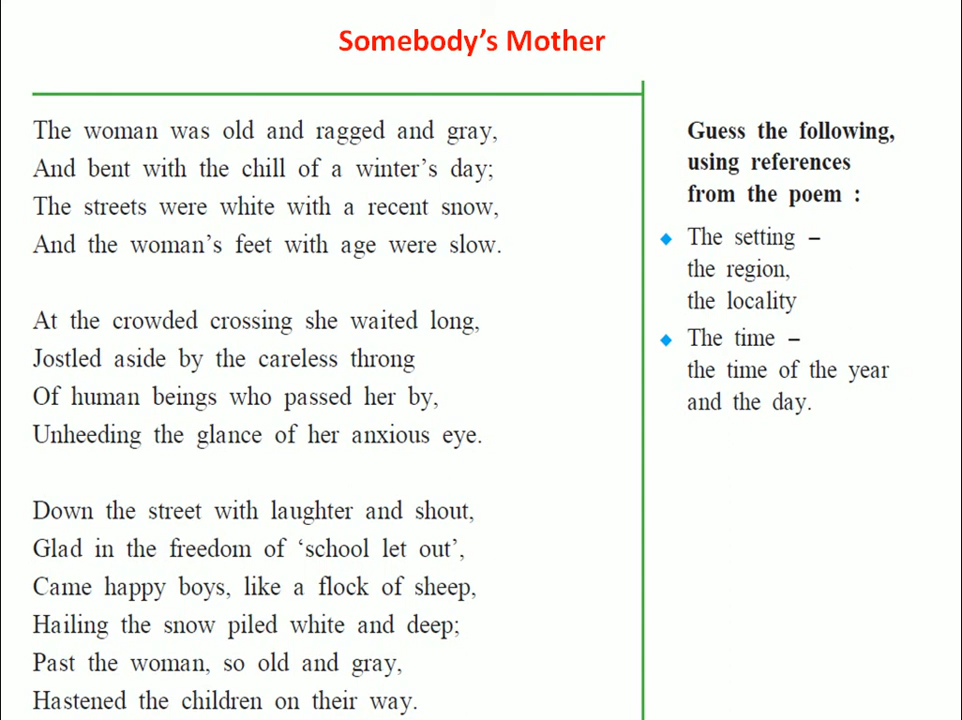 Somebody’s Mother
The woman was old and ragged and gray,
And bent with the chill of a winter’s day;
The streets were white with a recent snow,
And the woman’s feet with age were slow.
At the crowded crossing she waited long,
Jostled aside by the careless throng
Of human beings who passed her by,
Unheeding the glance of her anxious eye.
Down the street with laughter and shout,
Glad in the freedom of ‘school let out’,
Came happy boys, like a flock of sheep,
Hailing the snow piled white and deep;
Past the woman, so old and gray,
Hastened the children on their way.
Guess the following,
using references
from the poem :
◆ The setting –
the region,
the locality
◆ The time –
the time of the year
and the day.